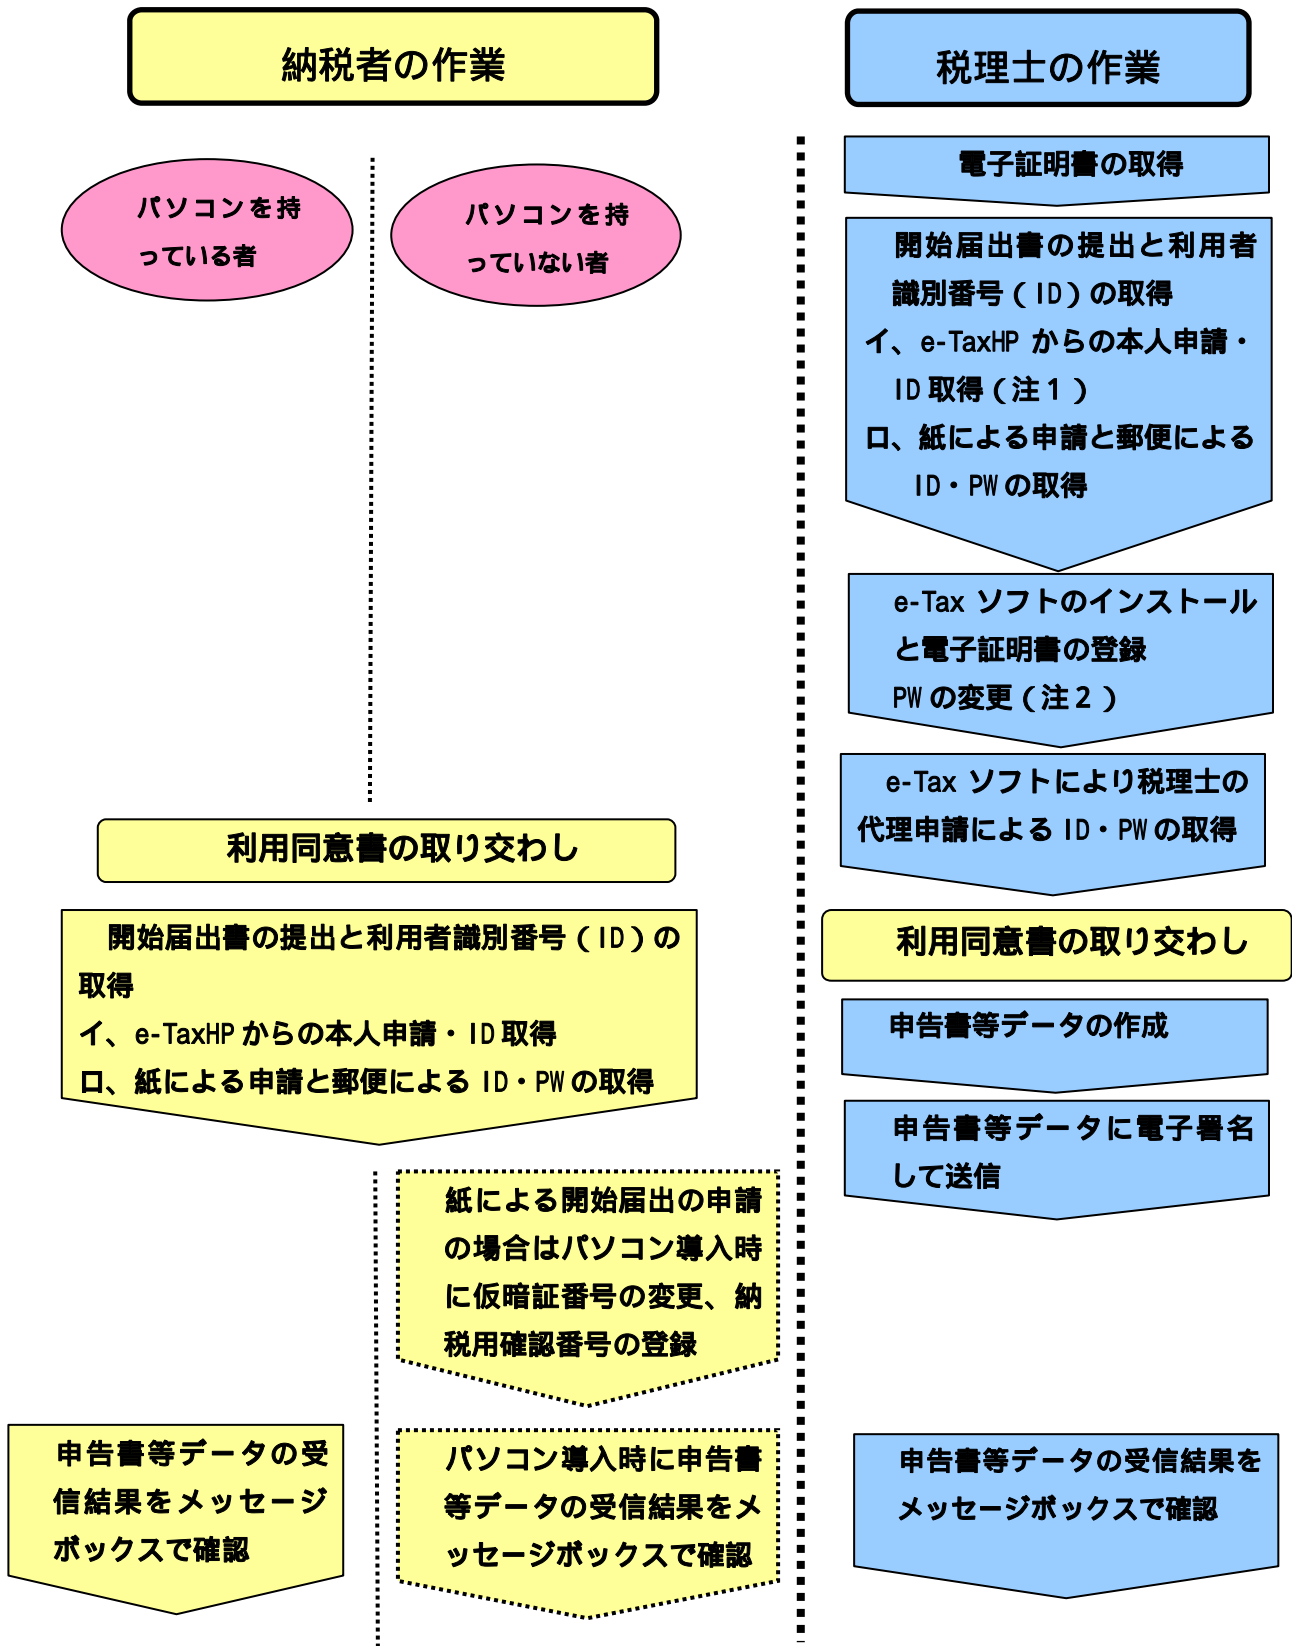 納税者の作業
税理士の作業
パソコンを持
っている者
パソコンを持
っていない者
電子証明書の取得
開始届出書の提出と利用者
識別番号（ID）の取得
イ、e-TaxHP からの本人申請・
ID 取得（注１）
ロ、紙による申請と郵便による
ID・PW の取得
e-Tax ソフトのインストール
と電子証明書の登録
PW の変更（注２）
e-Tax ソフトにより税理士の
代理申請による ID・PW の取得
利用同意書の取り交わし
開始届出書の提出と利用者識別番号（ID）の
取得
イ、e-TaxHP からの本人申請・ID 取得
ロ、紙による申請と郵便による ID・PW の取得
利用同意書の取り交わし
申告書等データの作成
申告書等データに電子署名
して送信
紙による開始届出の申請
の場合はパソコン導入時
に仮暗証番号の変更、納
税用確認番号の登録
申告書等データの受
信結果をメッセージ
ボックスで確認
パソコン導入時に申告書
等データの受信結果をメ
ッセージボックスで確認
申告書等データの受信結果を
メッセージボックスで確認